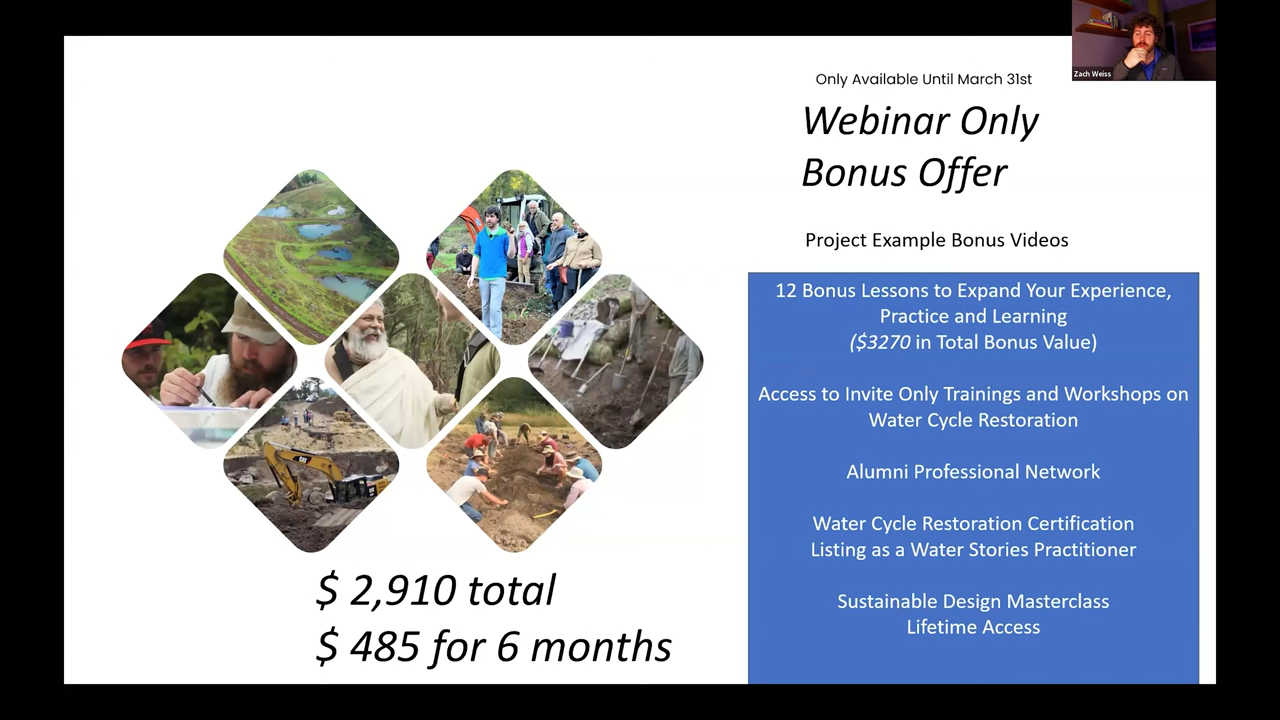 Zach Weiss
Only Available Until March 31st
Webinar Only
Bonus Offer
Project Example Bonus Videos
12 Bonus Lessons to Expand Your Experience,
Practice and Learning
($3270 in Total Bonus Value)
Access to Invite Only Trainings and Workshops on
Water Cycle Restoration
Alumni Professional Network
Water Cycle Restoration Certification
Listing as a Water Stories Practitioner
Sustainable Design Masterclass
Lifetime Access
$ 2,910 total
$ 485 for 6 months